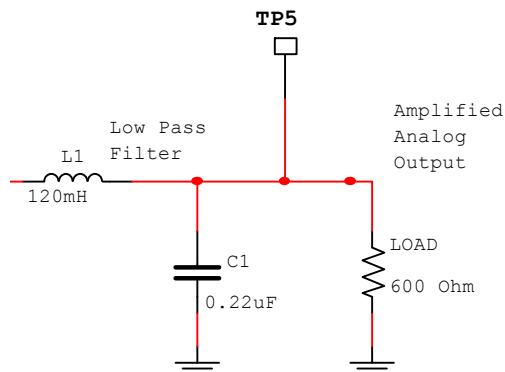 TP5
Amplified
Analog
Output
Low Pass
Filter
L1
120mH
C1
0.22uF
LOAD
600 Ohm